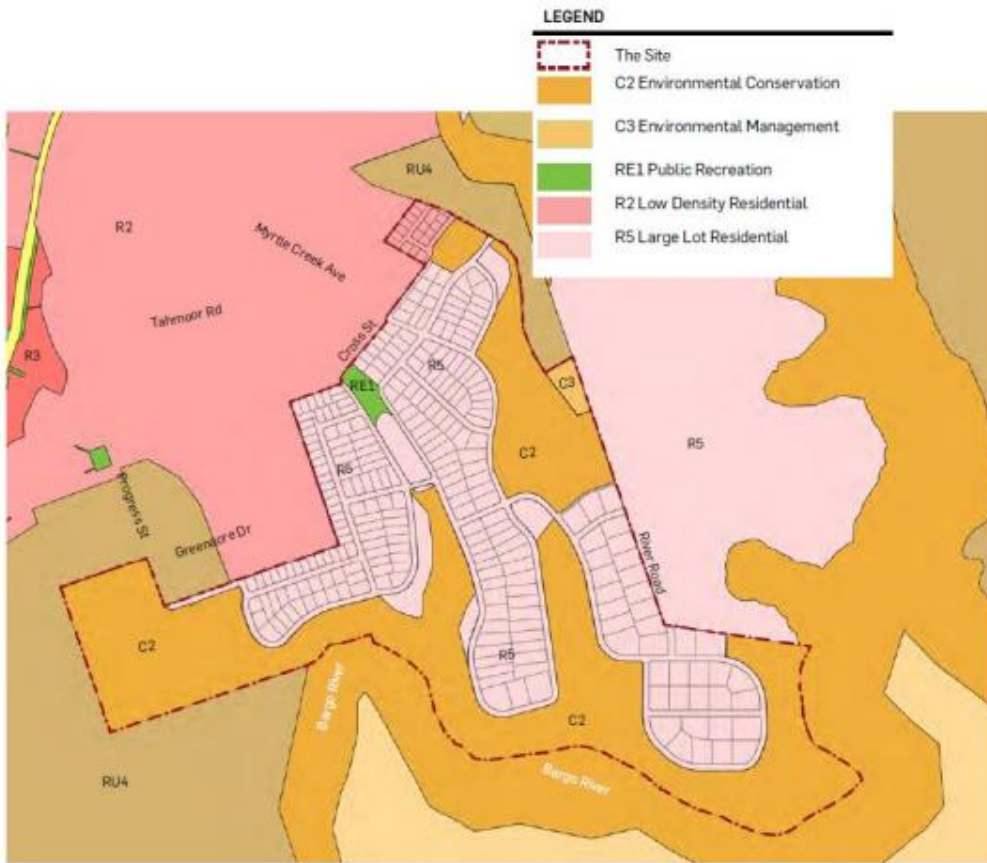 LEGEND
The Site
C2 Environmental Conservation
C3 Environmental Management
RE1 Public Recreation
R2 Low Density Residential
R5 Large Lot Residential
RU4
R2
Myrtle Creek Ave
Tahmoor Rd
Cross St
R3
R5
RE1
C3
R5
C2
R5
Progress St
Greenacre Dr
River Road
C2
R5
Bargo River
C2
Bargo River
RU4